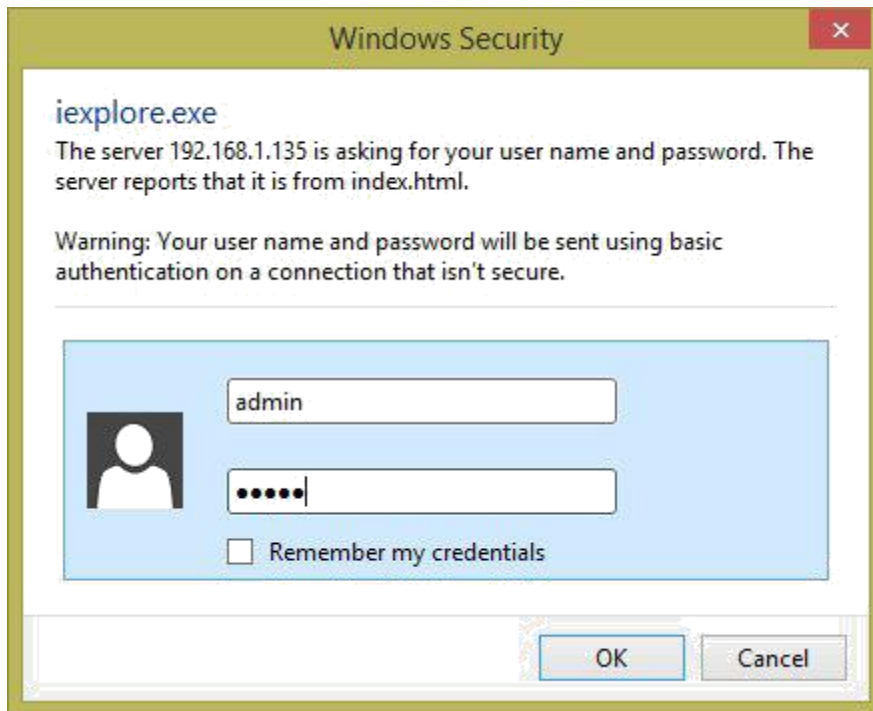 Windows Security
iexplore.exe
The server 192.168.1.135 is asking for your user name and password. The
server reports that it is from index.html.
Warning: Your user name and password will be sent using basic
authentication on a connection that isn't secure.
admin
•••••
Remember my credentials
OK
Cancel